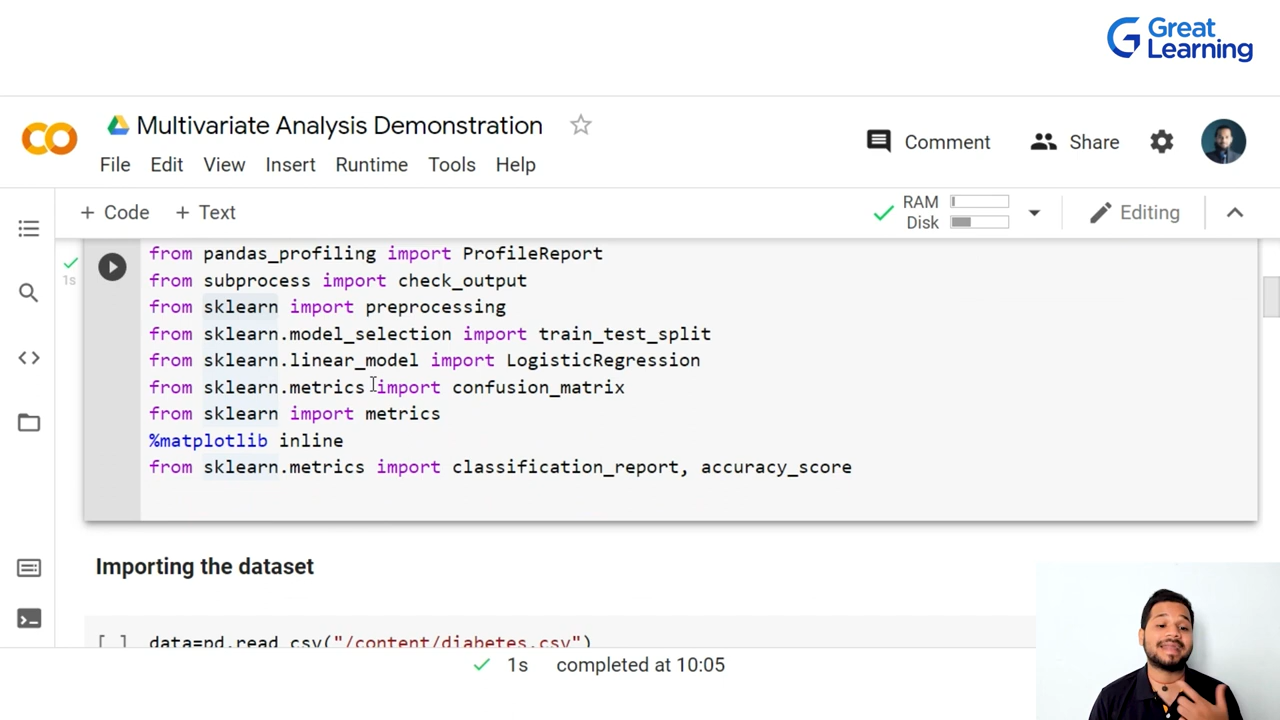 Great
Learning
Multivariate Analysis Demonstration
Comment
Share
File Edit View Insert Runtime Tools Help
+ Code + Text
RAM
Disk
Editing
1s
from pandas_profiling import ProfileReport
from subprocess import check_output
from sklearn import preprocessing
from sklearn.model_selection import train_test_split
from sklearn.linear_model import LogisticRegression
from sklearn.metrics import confusion_matrix
from sklearn import metrics
%matplotlib inline
from sklearn.metrics import classification_report, accuracy_score
Importing the dataset
[ ] data=pd.read_csv("/content/diabetes.csv")
1s completed at 10:05